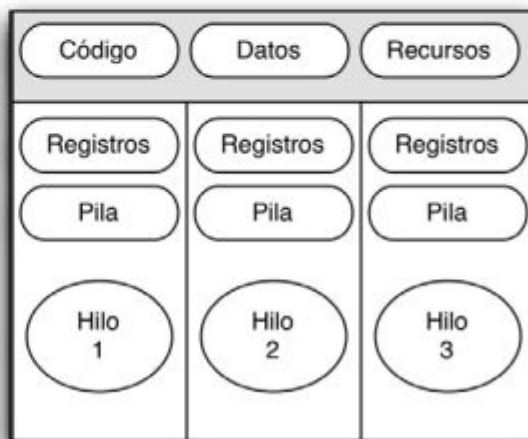 Código Datos Recursos
Registros Registros Registros
Pila Pila Pila
Hilo Hilo Hilo
1 2 3